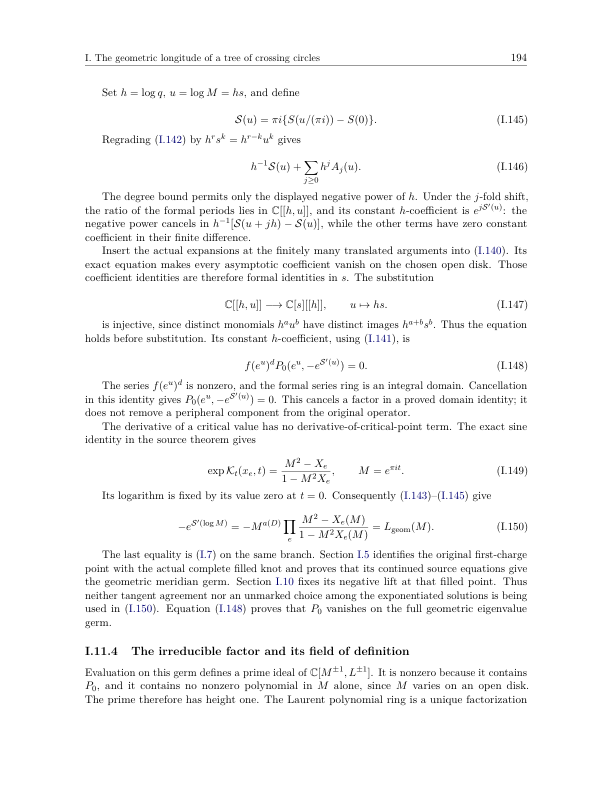 I. The geometric longitude of a tree of crossing circles 194
Set h = log q, u = log M = hs, and define
𝒮(u) = πi{S(u/(πi)) − S(0)}. (I.145)
Regrading (I.142) by h^r s^k = h^{r−k}u^k gives
h^{−1}𝒮(u) + ∑_{j≥0} h^j A_j(u). (I.146)
The degree bound permits only the displayed negative power of h. Under the j-fold shift,
the ratio of the formal periods lies in ℂ[[h, u]], and its constant h-coefficient is e^{j𝒮′(u)}: the
negative power cancels in h^{−1}[𝒮(u + jh) − 𝒮(u)], while the other terms have zero constant
coefficient in their finite difference.
Insert the actual expansions at the finitely many translated arguments into (I.140). Its
exact equation makes every asymptotic coefficient vanish on the chosen open disk. Those
coefficient identities are therefore formal identities in s. The substitution
ℂ[[h, u]] ⟶ ℂ[s][[h]], u ↦ hs. (I.147)
is injective, since distinct monomials h^a u^b have distinct images h^{a+b}s^b. Thus the equation
holds before substitution. Its constant h-coefficient, using (I.141), is
f(e^u)^d P_0(e^u, −e^{𝒮′(u)}) = 0. (I.148)
The series f(e^u)^d is nonzero, and the formal series ring is an integral domain. Cancellation
in this identity gives P_0(e^u, −e^{𝒮′(u)}) = 0. This cancels a factor in a proved domain identity; it
does not remove a peripheral component from the original operator.
The derivative of a critical value has no derivative-of-critical-point term. The exact sine
identity in the source theorem gives
exp 𝒦_t(x_e, t) = (M^2 − X_e)/(1 − M^2 X_e), M = e^{πit}. (I.149)
Its logarithm is fixed by its value zero at t = 0. Consequently (I.143)–(I.145) give
−e^{𝒮′(log M)} = −M^{a(D)} ∏_e (M^2 − X_e(M))/(1 − M^2 X_e(M)) = L_{geom}(M). (I.150)
The last equality is (I.7) on the same branch. Section I.5 identifies the original first-charge
point with the actual complete filled knot and proves that its continued source equations give
the geometric meridian germ. Section I.10 fixes its negative lift at that filled point. Thus
neither tangent agreement nor an unmarked choice among the exponentiated solutions is being
used in (I.150). Equation (I.148) proves that P_0 vanishes on the full geometric eigenvalue
germ.
I.11.4 The irreducible factor and its field of definition
Evaluation on this germ defines a prime ideal of ℂ[M^{±1}, L^{±1}]. It is nonzero because it contains
P_0, and it contains no nonzero polynomial in M alone, since M varies on an open disk.
The prime therefore has height one. The Laurent polynomial ring is a unique factorization